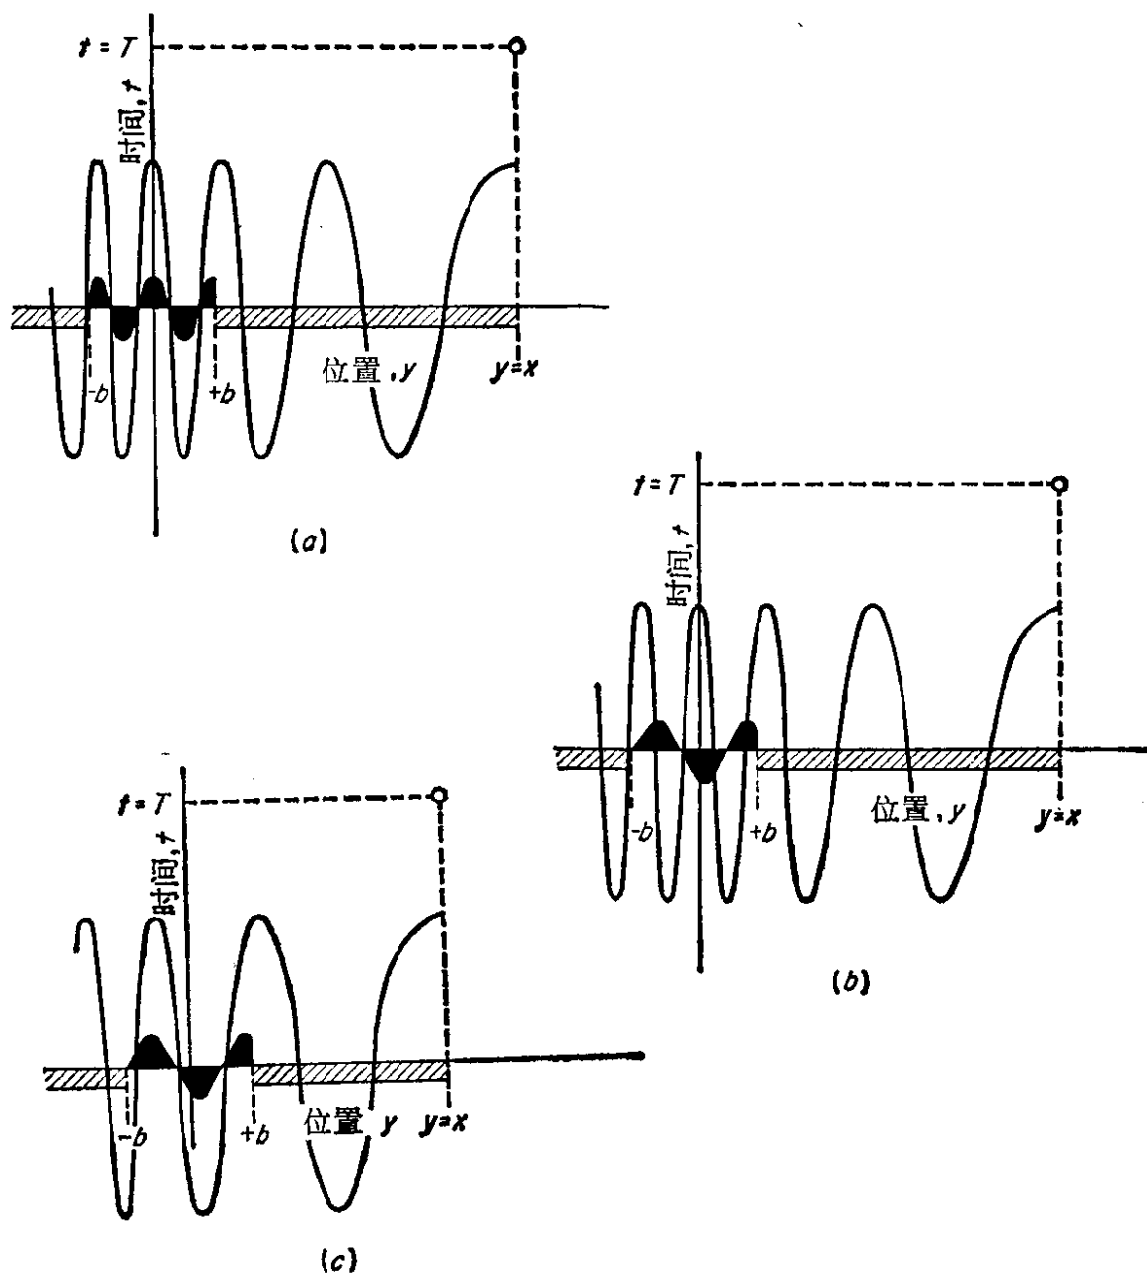 t = T
时间, t
-b
+b
位置, y
y=x
(a)
t = T
时间, t
-b
+b
位置, y
y=x
(b)
t = T
时间, t
-b
+b
位置 y
y=x
(c)